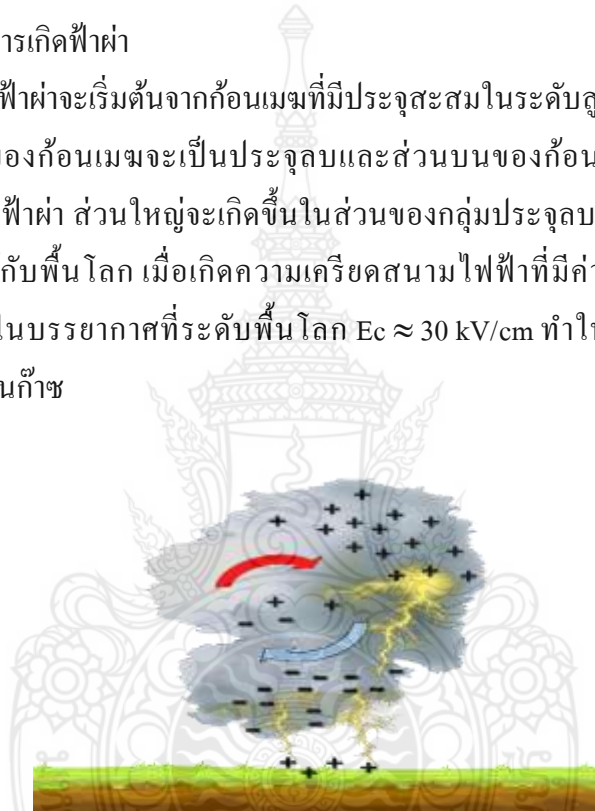 ารเกิดฟ้าผ่า
ฟ้าผ่าจะเริ่มต้นจากก้อนเมฆที่มีประจุสะสมในระดับสู
ของก้อนเมฆจะเป็นประจุลบและส่วนบนของก้อน
ฟ้าผ่า ส่วนใหญ่จะเกิดขึ้นในส่วนของกลุ่มประจุลบ
กับพื้นโลก เมื่อเกิดความเครียดสนามไฟฟ้าที่มีค่า
ในบรรยากาศที่ระดับพื้นโลก Ec ≈ 30 kV/cm ทำให
นก๊าซ